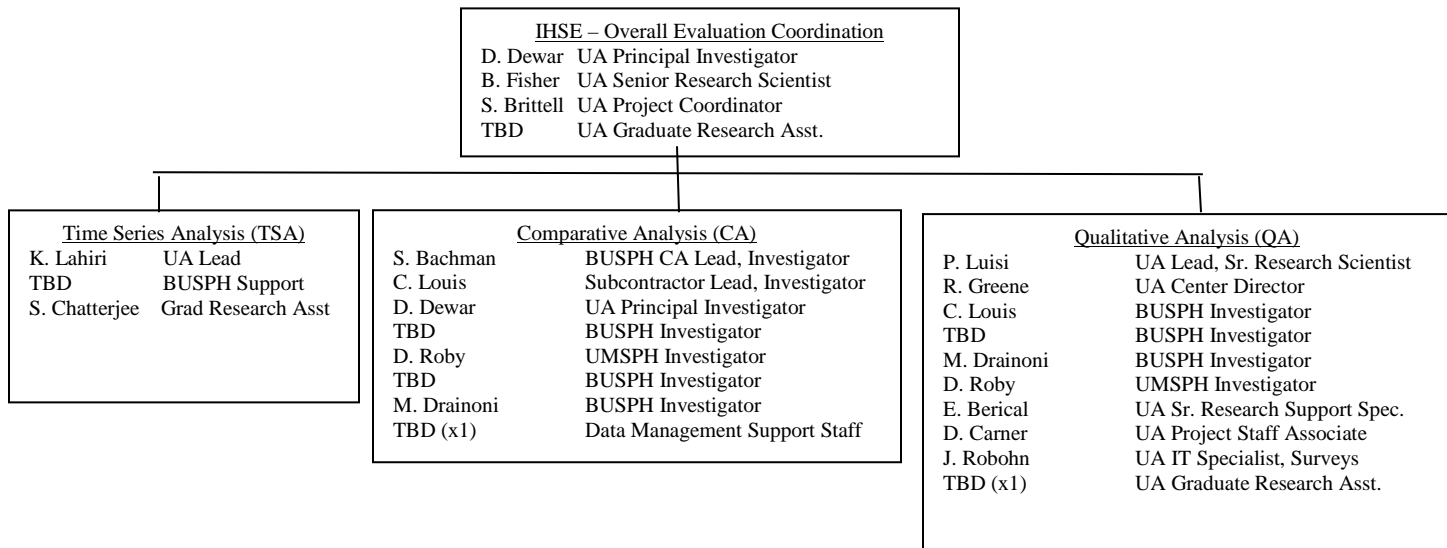 IHSE – Overall Evaluation Coordination
D. Dewar UA Principal Investigator
B. Fisher UA Senior Research Scientist
S. Brittell UA Project Coordinator
TBD UA Graduate Research Asst.
Time Series Analysis (TSA)
K. Lahiri UA Lead
TBD BUSPH Support
S. Chatterjee Grad Research Asst
Comparative Analysis (CA)
S. Bachman BUSPH CA Lead, Investigator
C. Louis Subcontractor Lead, Investigator
D. Dewar UA Principal Investigator
TBD BUSPH Investigator
D. Roby UMSPH Investigator
TBD BUSPH Investigator
M. Drainoni BUSPH Investigator
TBD (x1) Data Management Support Staff
Qualitative Analysis (QA)
P. Luisi UA Lead, Sr. Research Scientist
R. Greene UA Center Director
C. Louis BUSPH Investigator
TBD BUSPH Investigator
M. Drainoni BUSPH Investigator
D. Roby UMSPH Investigator
E. Berical UA Sr. Research Support Spec.
D. Carner UA Project Staff Associate
J. Robohn UA IT Specialist, Surveys
TBD (x1) UA Graduate Research Asst.